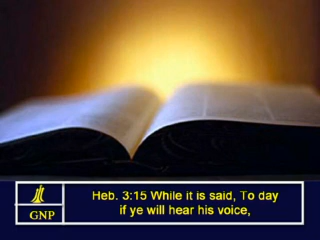 Heb. 3:15 While it is said, To day
if ye will hear his voice,
GNP